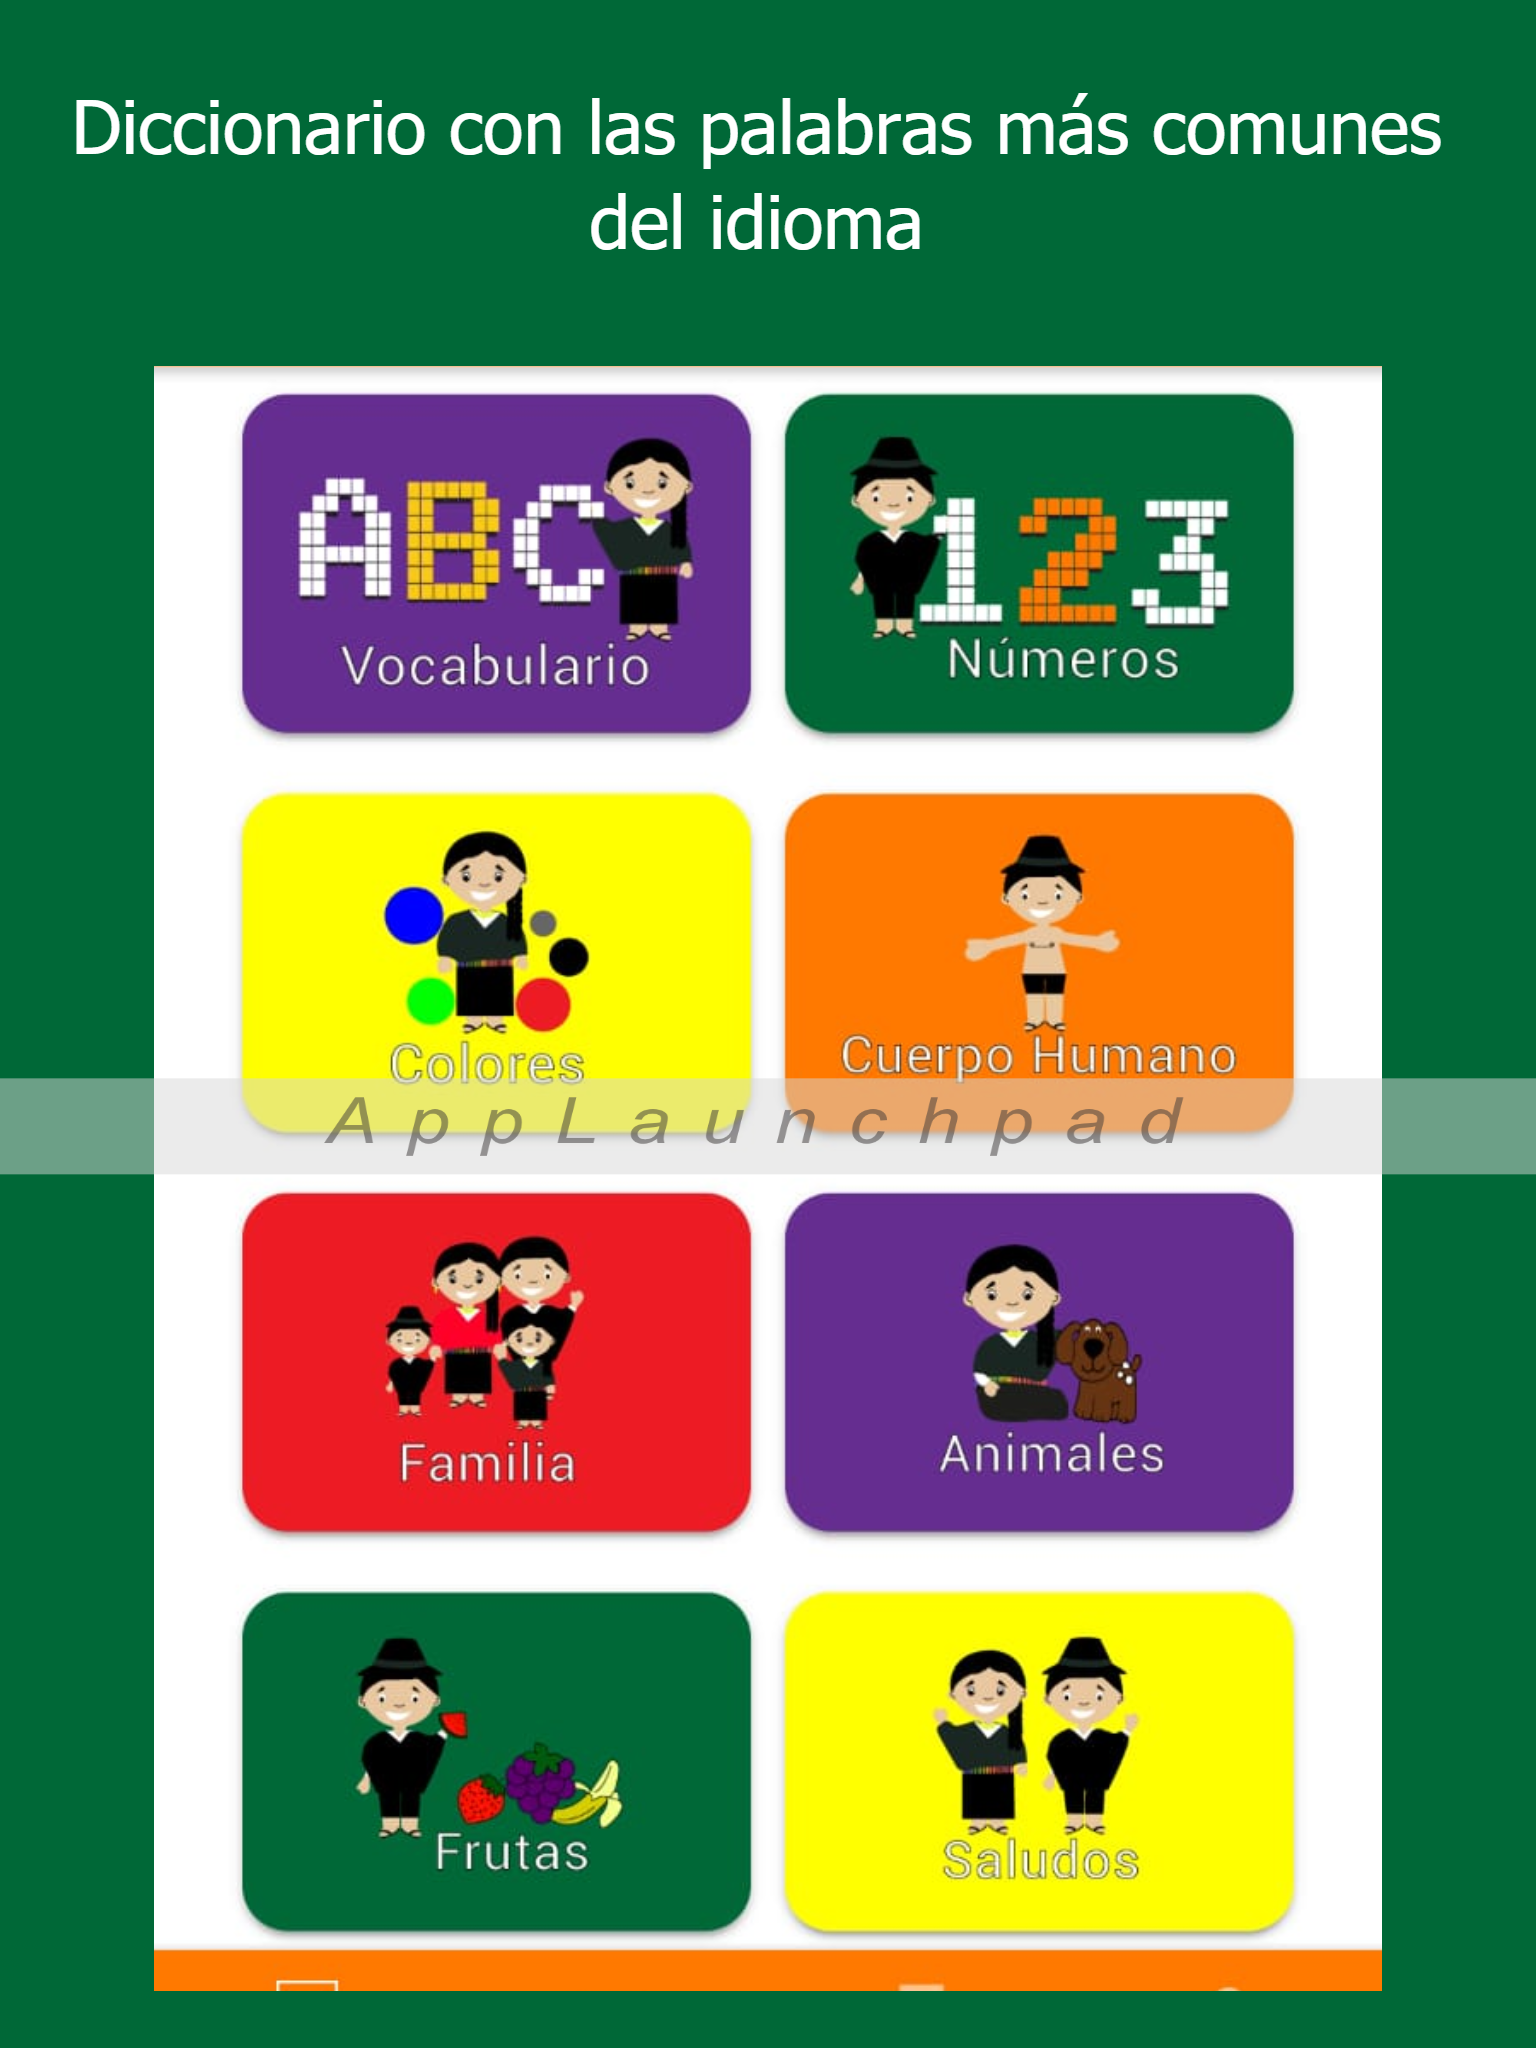 Diccionario con las palabras más comunes
del idioma
ABC
Vocabulario
123
Números
Colores
Cuerpo Humano
AppLaunchpad
Familia
Animales
Frutas
Saludos